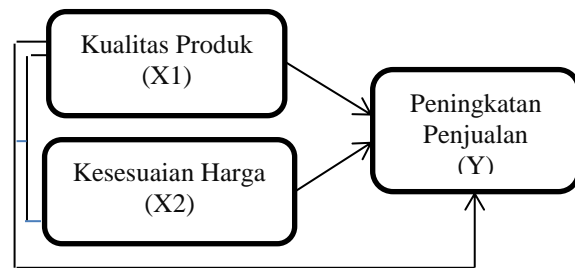 Kualitas Produk
(X1)
Kesesuaian Harga
(X2)
Peningkatan
Penjualan
(Y)